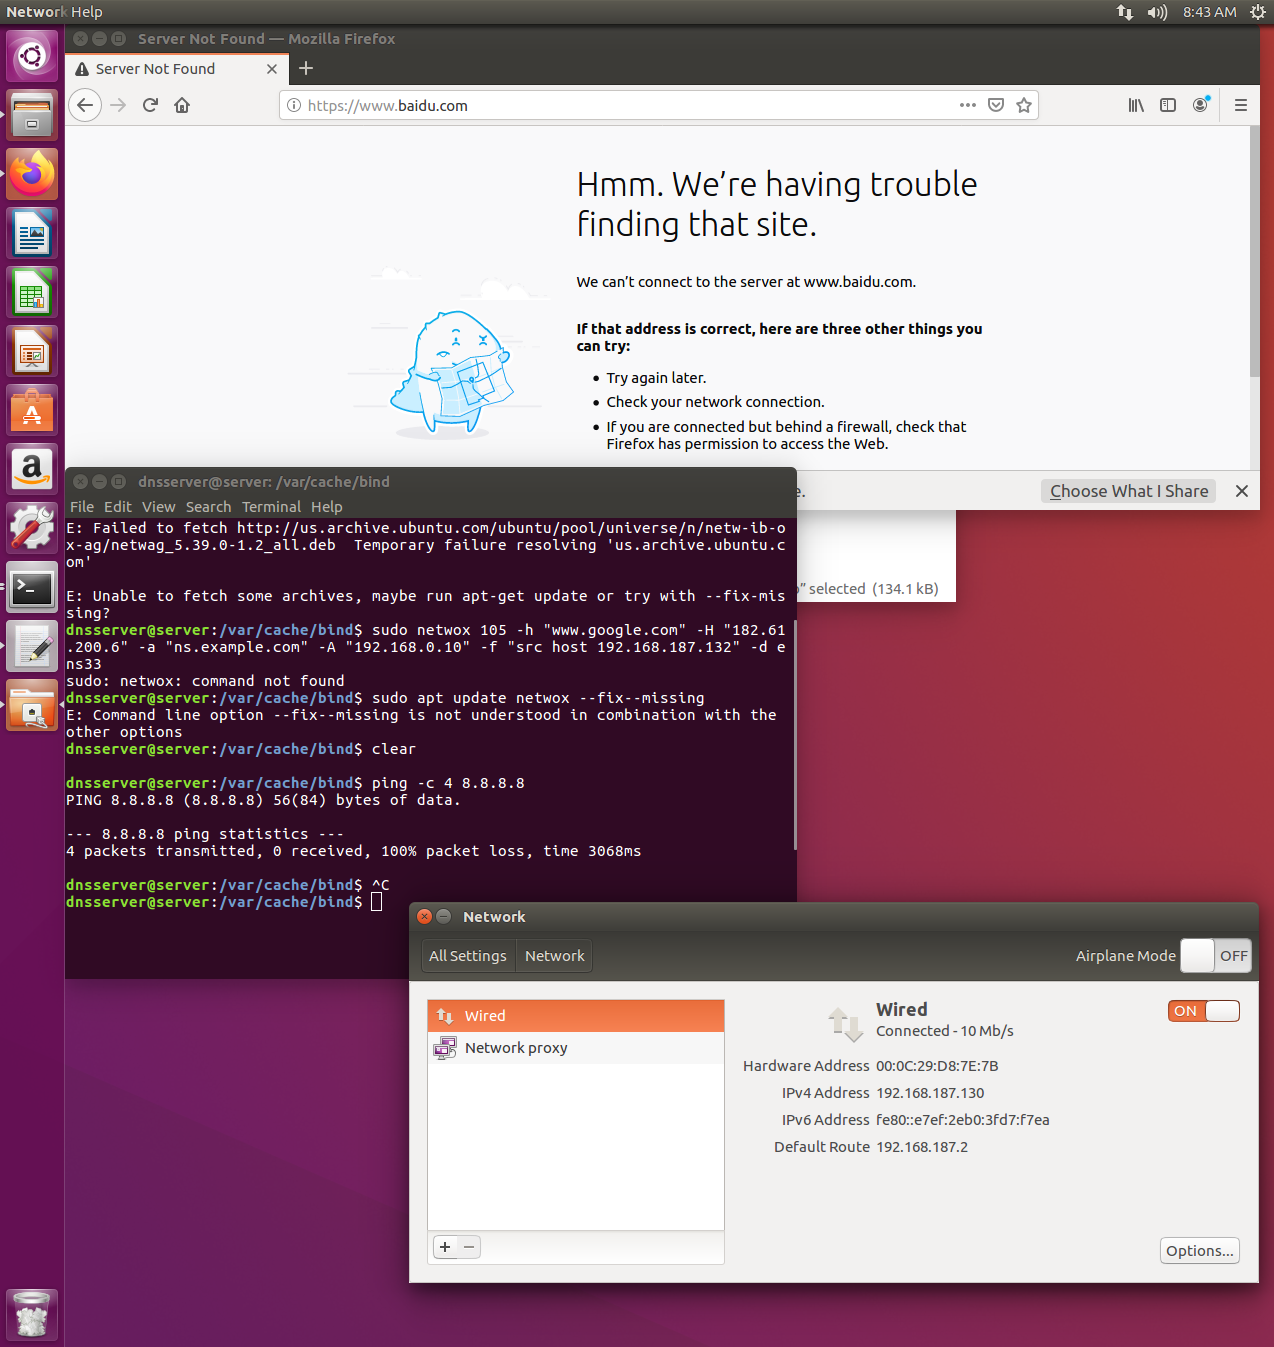 Network Help
8:43 AM
Server Not Found — Mozilla Firefox
Server Not Found
https://www.baidu.com
Hmm. We’re having trouble
finding that site.
We can’t connect to the server at www.baidu.com.
If that address is correct, here are three other things you
can try:
Try again later.
Check your network connection.
If you are connected but behind a firewall, check that
Firefox has permission to access the Web.
e.
Choose What I Share
” selected (134.1 kB)
dnsserver@server: /var/cache/bind
File Edit View Search Terminal Help
E: Failed to fetch http://us.archive.ubuntu.com/ubuntu/pool/universe/n/netw-ib-o
x-ag/netwag_5.39.0-1.2_all.deb  Temporary failure resolving 'us.archive.ubuntu.c
om'
E: Unable to fetch some archives, maybe run apt-get update or try with --fix-mis
sing?
dnsserver@server:/var/cache/bind$ sudo netwox 105 -h "www.google.com" -H "182.61
.200.6" -a "ns.example.com" -A "192.168.0.10" -f "src host 192.168.187.132" -d e
ns33
sudo: netwox: command not found
dnsserver@server:/var/cache/bind$ sudo apt update netwox --fix--missing
E: Command line option --fix--missing is not understood in combination with the
other options
dnsserver@server:/var/cache/bind$ clear
dnsserver@server:/var/cache/bind$ ping -c 4 8.8.8.8
PING 8.8.8.8 (8.8.8.8) 56(84) bytes of data.
--- 8.8.8.8 ping statistics ---
4 packets transmitted, 0 received, 100% packet loss, time 3068ms
dnsserver@server:/var/cache/bind$ ^C
dnsserver@server:/var/cache/bind$
Network
All Settings Network
Airplane Mode OFF
Wired
Network proxy
Wired
Connected - 10 Mb/s
ON
Hardware Address 00:0C:29:D8:7E:7B
IPv4 Address 192.168.187.130
IPv6 Address fe80::e7ef:2eb0:3fd7:f7ea
Default Route 192.168.187.2
Options...